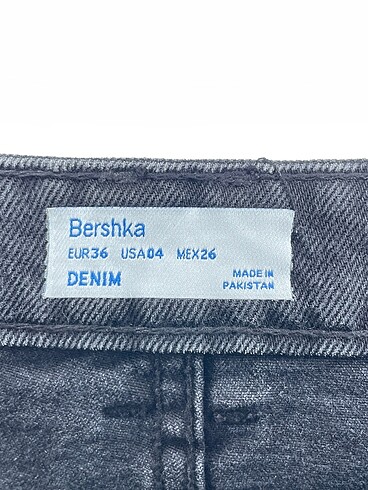 Bershka
EUR36 USA04 MEX26
DENIM
MADE IN
PAKISTAN